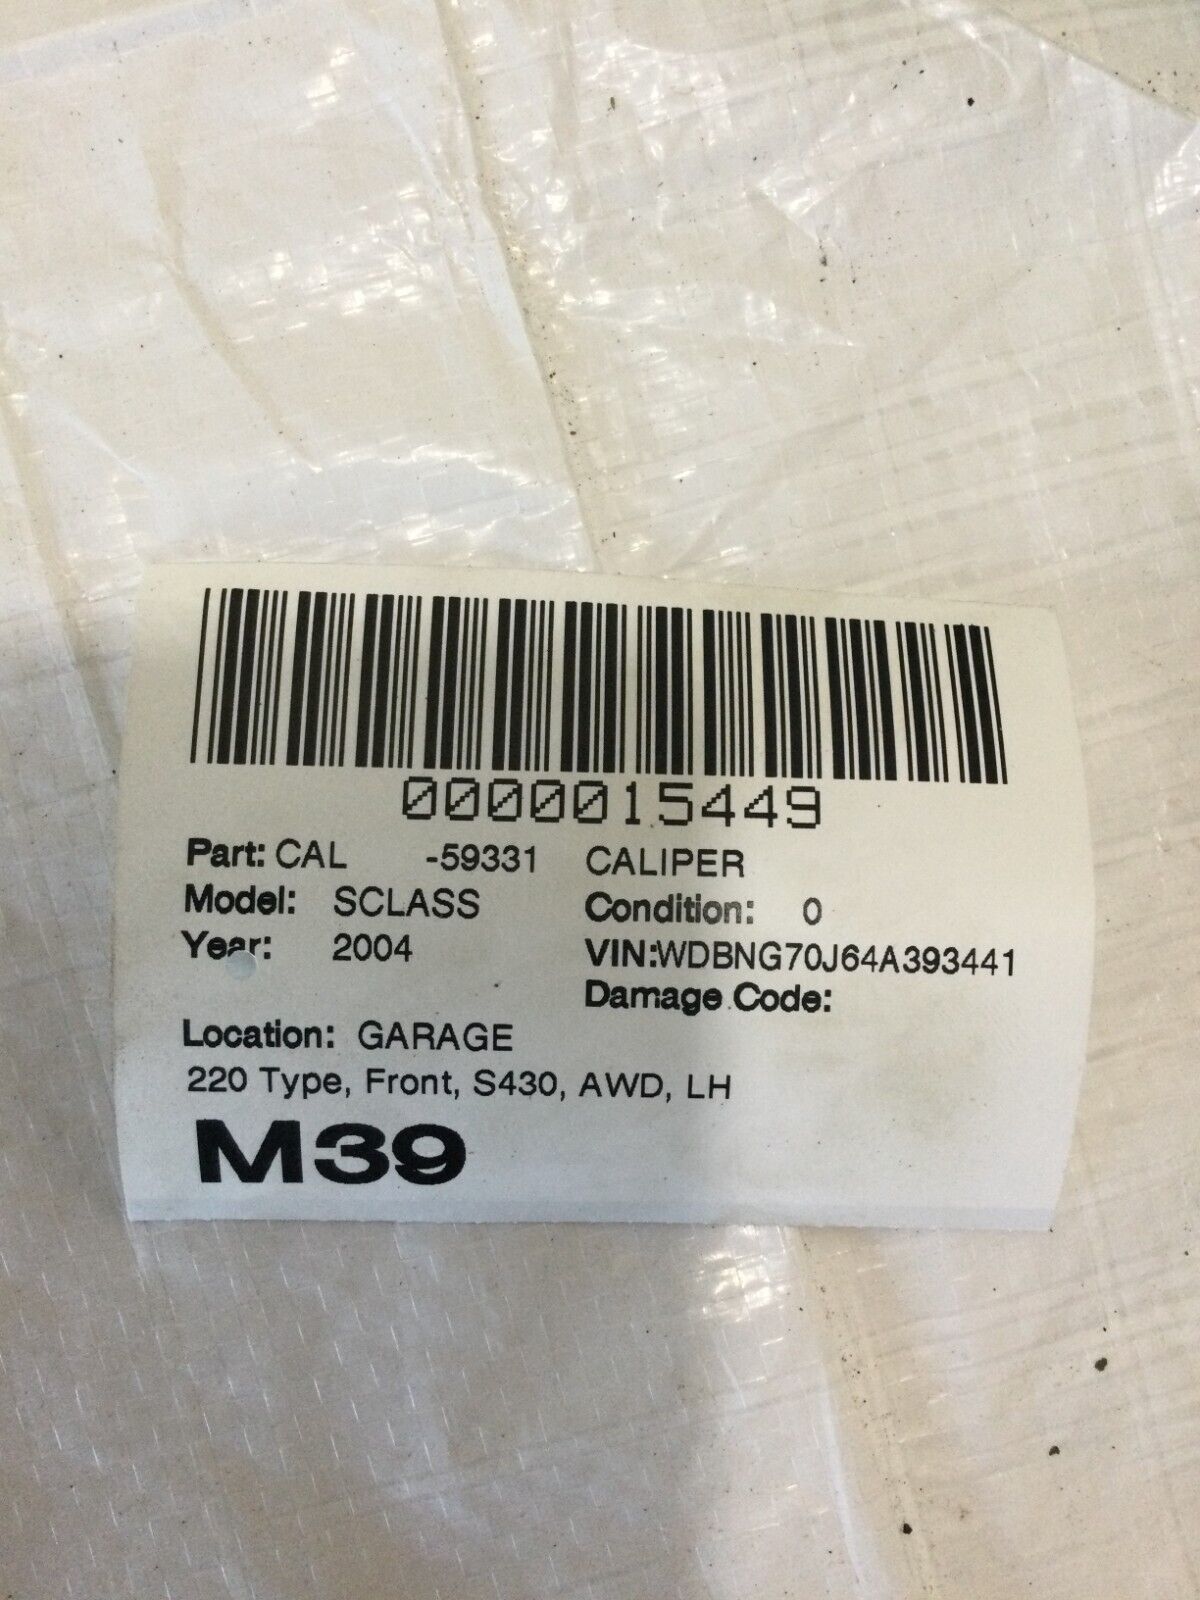 0000015449
Part: CAL -59331 CALIPER
Model: SCLASS Condition: 0
Year: 2004 VIN:WDBNG70J64A393441
Damage Code:
Location: GARAGE
220 Type, Front, S430, AWD, LH
M39